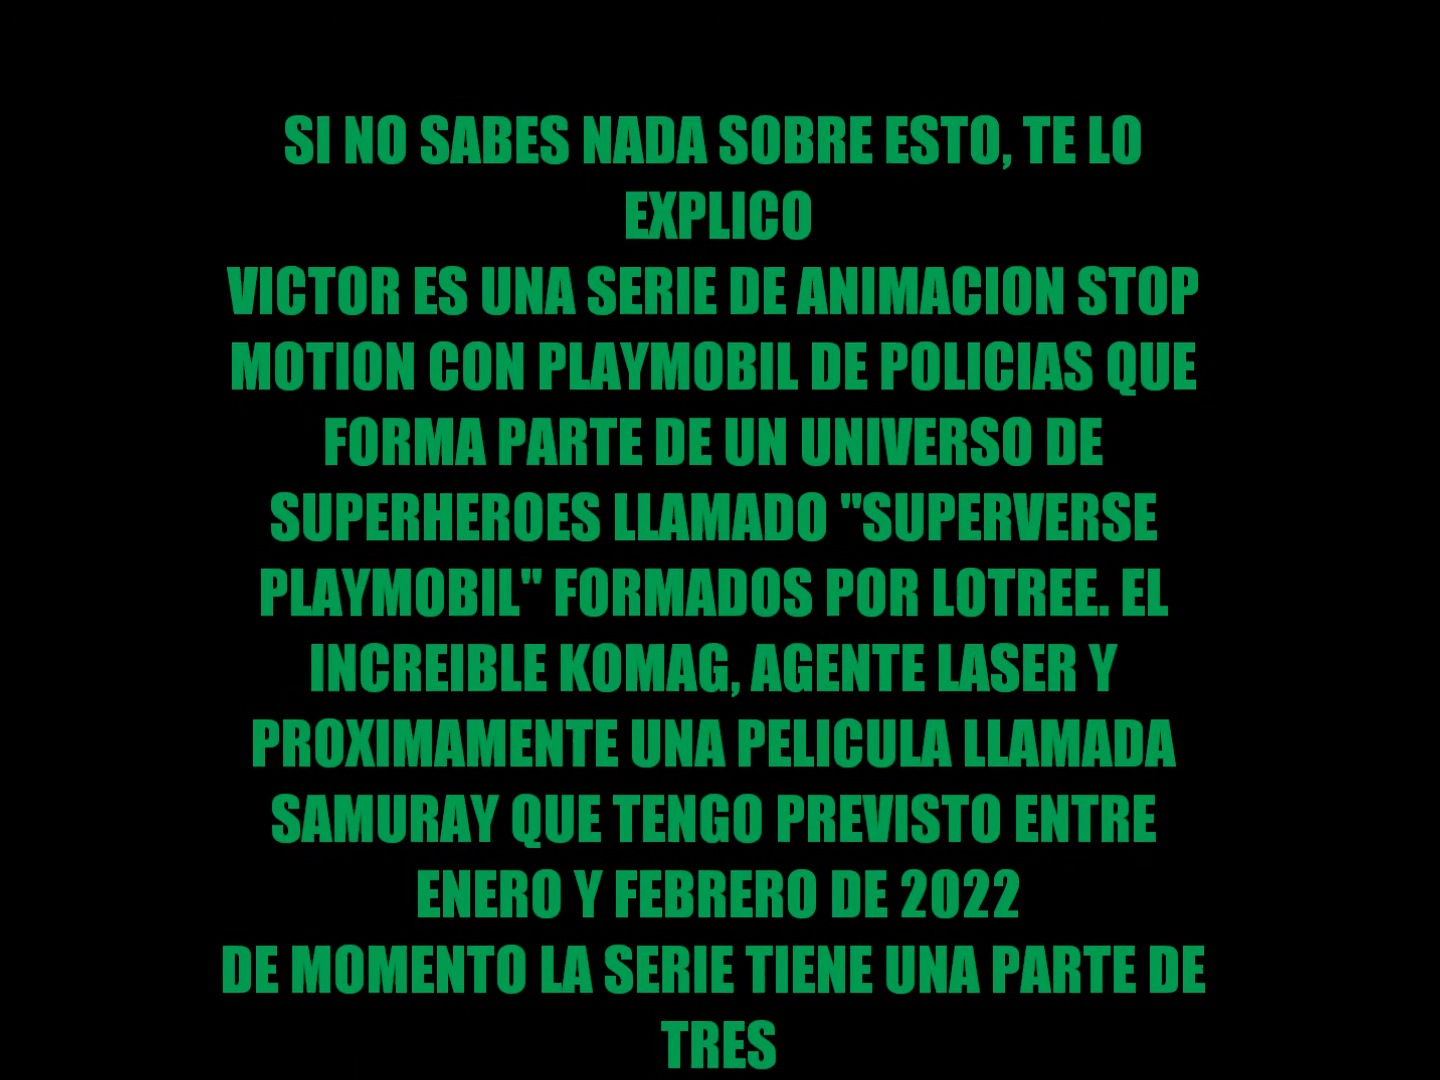 SI NO SABES NADA SOBRE ESTO, TE LO
EXPLICO
VICTOR ES UNA SERIE DE ANIMACION STOP
MOTION CON PLAYMOBIL DE POLICIAS QUE
FORMA PARTE DE UN UNIVERSO DE
SUPERHEROES LLAMADO "SUPERVERSE
PLAYMOBIL" FORMADOS POR LOTREE. EL
INCREIBLE KOMAG, AGENTE LASER Y
PROXIMAMENTE UNA PELICULA LLAMADA
SAMURAY QUE TENGO PREVISTO ENTRE
ENERO Y FEBRERO DE 2022
DE MOMENTO LA SERIE TIENE UNA PARTE DE
TRES